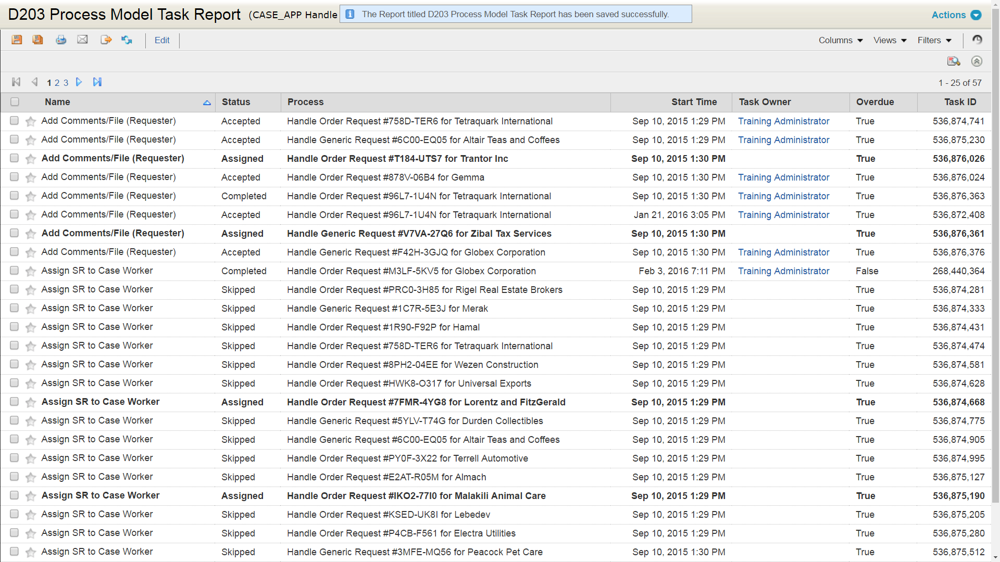 D203 Process Model Task Report (CASE_APP Handle
The Report titled D203 Process Model Task Report has been saved successfully.
Actions
Edit
Columns Views Filters
1 2 3
1 - 25 of 57
Name Status Process Start Time Task Owner Overdue Task ID
Add Comments/File (Requester) Accepted Handle Order Request #758D-TER6 for Tetraquark International Sep 10, 2015 1:29 PM Training Administrator True 536,874,741
Add Comments/File (Requester) Accepted Handle Generic Request #6C00-EQ05 for Altair Teas and Coffees Sep 10, 2015 1:29 PM Training Administrator True 536,875,230
Add Comments/File (Requester) Assigned Handle Order Request #T184-UTS7 for Trantor Inc Sep 10, 2015 1:30 PM True 536,876,026
Add Comments/File (Requester) Accepted Handle Order Request #878V-06B4 for Gemma Sep 10, 2015 1:30 PM Training Administrator True 536,876,024
Add Comments/File (Requester) Completed Handle Order Request #96L7-1U4N for Tetraquark International Sep 10, 2015 1:30 PM Training Administrator True 536,876,363
Add Comments/File (Requester) Accepted Handle Order Request #96L7-1U4N for Tetraquark International Jan 21, 2016 3:05 PM Training Administrator True 536,872,408
Add Comments/File (Requester) Assigned Handle Generic Request #V7VA-27Q6 for Zibal Tax Services Sep 10, 2015 1:30 PM True 536,876,361
Add Comments/File (Requester) Accepted Handle Generic Request #F42H-3GJQ for Globex Corporation Sep 10, 2015 1:30 PM Training Administrator True 536,876,376
Assign SR to Case Worker Completed Handle Order Request #M3LF-5KV5 for Globex Corporation Feb 3, 2016 7:11 PM Training Administrator False 268,440,364
Assign SR to Case Worker Skipped Handle Order Request #PRC0-3H85 for Rigel Real Estate Brokers Sep 10, 2015 1:29 PM True 536,874,281
Assign SR to Case Worker Skipped Handle Generic Request #1C7R-5E3J for Merak Sep 10, 2015 1:29 PM True 536,874,333
Assign SR to Case Worker Skipped Handle Order Request #1R90-F92P for Hamal Sep 10, 2015 1:29 PM True 536,874,431
Assign SR to Case Worker Skipped Handle Order Request #758D-TER6 for Tetraquark International Sep 10, 2015 1:29 PM True 536,874,474
Assign SR to Case Worker Skipped Handle Order Request #8PH2-04EE for Wezen Construction Sep 10, 2015 1:29 PM True 536,874,581
Assign SR to Case Worker Skipped Handle Order Request #HWK8-O317 for Universal Exports Sep 10, 2015 1:29 PM True 536,874,628
Assign SR to Case Worker Assigned Handle Order Request #7FMR-4YG8 for Lorentz and FitzGerald Sep 10, 2015 1:29 PM True 536,874,668
Assign SR to Case Worker Skipped Handle Generic Request #5YLV-T74G for Durden Collectibles Sep 10, 2015 1:29 PM True 536,874,775
Assign SR to Case Worker Skipped Handle Generic Request #6C00-EQ05 for Altair Teas and Coffees Sep 10, 2015 1:29 PM True 536,874,905
Assign SR to Case Worker Skipped Handle Order Request #PY0F-3X22 for Terrell Automotive Sep 10, 2015 1:29 PM True 536,874,995
Assign SR to Case Worker Skipped Handle Order Request #E2AT-R05M for Almach Sep 10, 2015 1:29 PM True 536,875,127
Assign SR to Case Worker Assigned Handle Order Request #IKO2-77I0 for Malakili Animal Care Sep 10, 2015 1:29 PM True 536,875,190
Assign SR to Case Worker Skipped Handle Order Request #KSED-UK8I for Lebedev Sep 10, 2015 1:29 PM True 536,875,205
Assign SR to Case Worker Skipped Handle Order Request #P4CB-F561 for Electra Utilities Sep 10, 2015 1:29 PM True 536,875,280
Assign SR to Case Worker Skipped Handle Generic Request #3MFE-MQ56 for Peacock Pet Care Sep 10, 2015 1:30 PM True 536,875,512